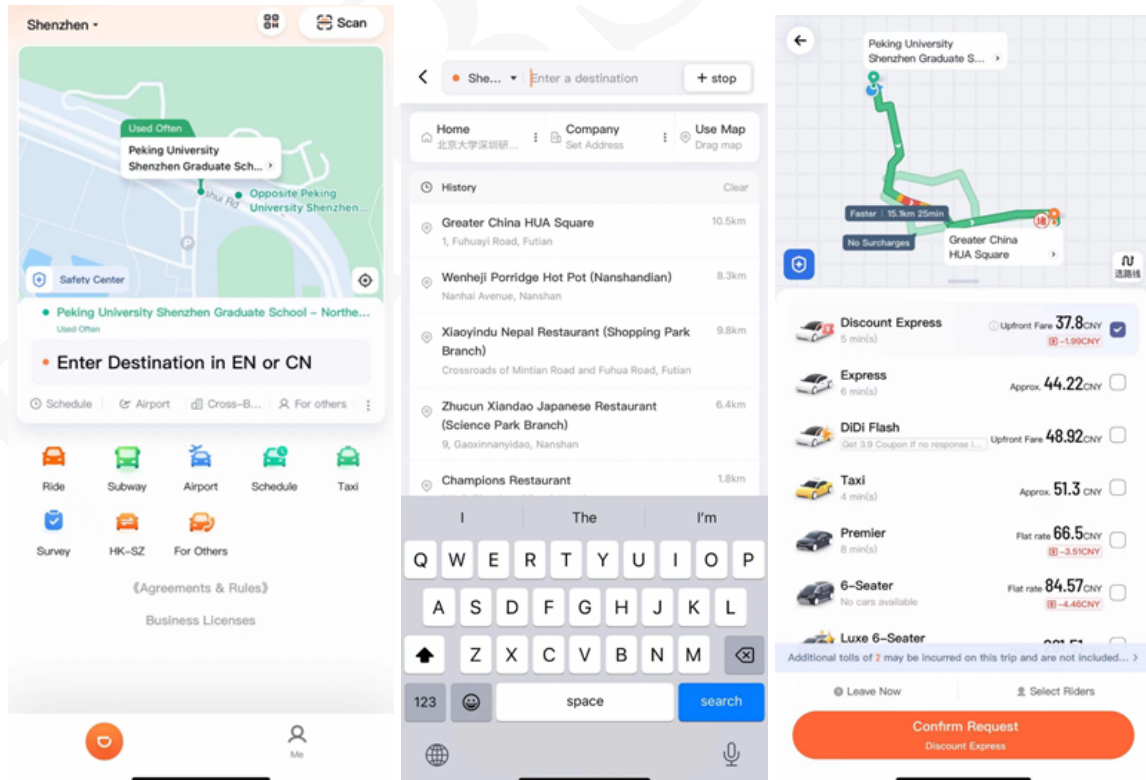 Shenzhen
Scan
Used Often
Peking University
Shenzhen Graduate Sch... >
shui Rd
Opposite Peking
University Shenzhen...
P
Safety Center
Peking University Shenzhen Graduate School – Northe...
Used Often
Enter Destination in EN or CN
Schedule
Airport
Cross-B...
For others
Ride
Subway
Airport
Schedule
Taxi
Survey
HK-SZ
For Others
《Agreements & Rules》
Business Licenses
Me
She...
Enter a destination
+ stop
Home
北京大学深圳研...
Company
Set Address
Use Map
Drag map
History
Clear
Greater China HUA Square
10.5km
1, Fuhuayi Road, Futian
Wenheji Porridge Hot Pot (Nanshandian)
8.3km
Nanhai Avenue, Nanshan
Xiaoyindu Nepal Restaurant (Shopping Park
9.8km
Branch)
Crossroads of Mintian Road and Fuhua Road, Futian
Zhucun Xiandao Japanese Restaurant
6.4km
(Science Park Branch)
9, Gaoxinnanyidao, Nanshan
Champions Restaurant
1.8km
I
The
I'm
Q W E R T Y U I O P
A S D F G H J K L
Z X C V B N M
123
space
search
Peking University
Shenzhen Graduate S... >
Faster | 15.1km 25min
No Surcharges
堵
Greater China
HUA Square >
选路线
Discount Express
Upfront Fare 37.8CNY
5 min(s)
-1.99CNY
Express
Approx. 44.22CNY
6 min(s)
DiDi Flash
Upfront Fare 48.92CNY
Get 3.9 Coupon if no response i...
Taxi
Approx. 51.3 CNY
4 min(s)
Premier
Flat rate 66.5CNY
8 min(s)
-3.51CNY
6-Seater
Flat rate 84.57CNY
No cars available
-4.46CNY
Luxe 6-Seater
Additional tolls of 2 may be incurred on this trip and are not included... >
Leave Now
Select Riders
Confirm Request
Discount Express